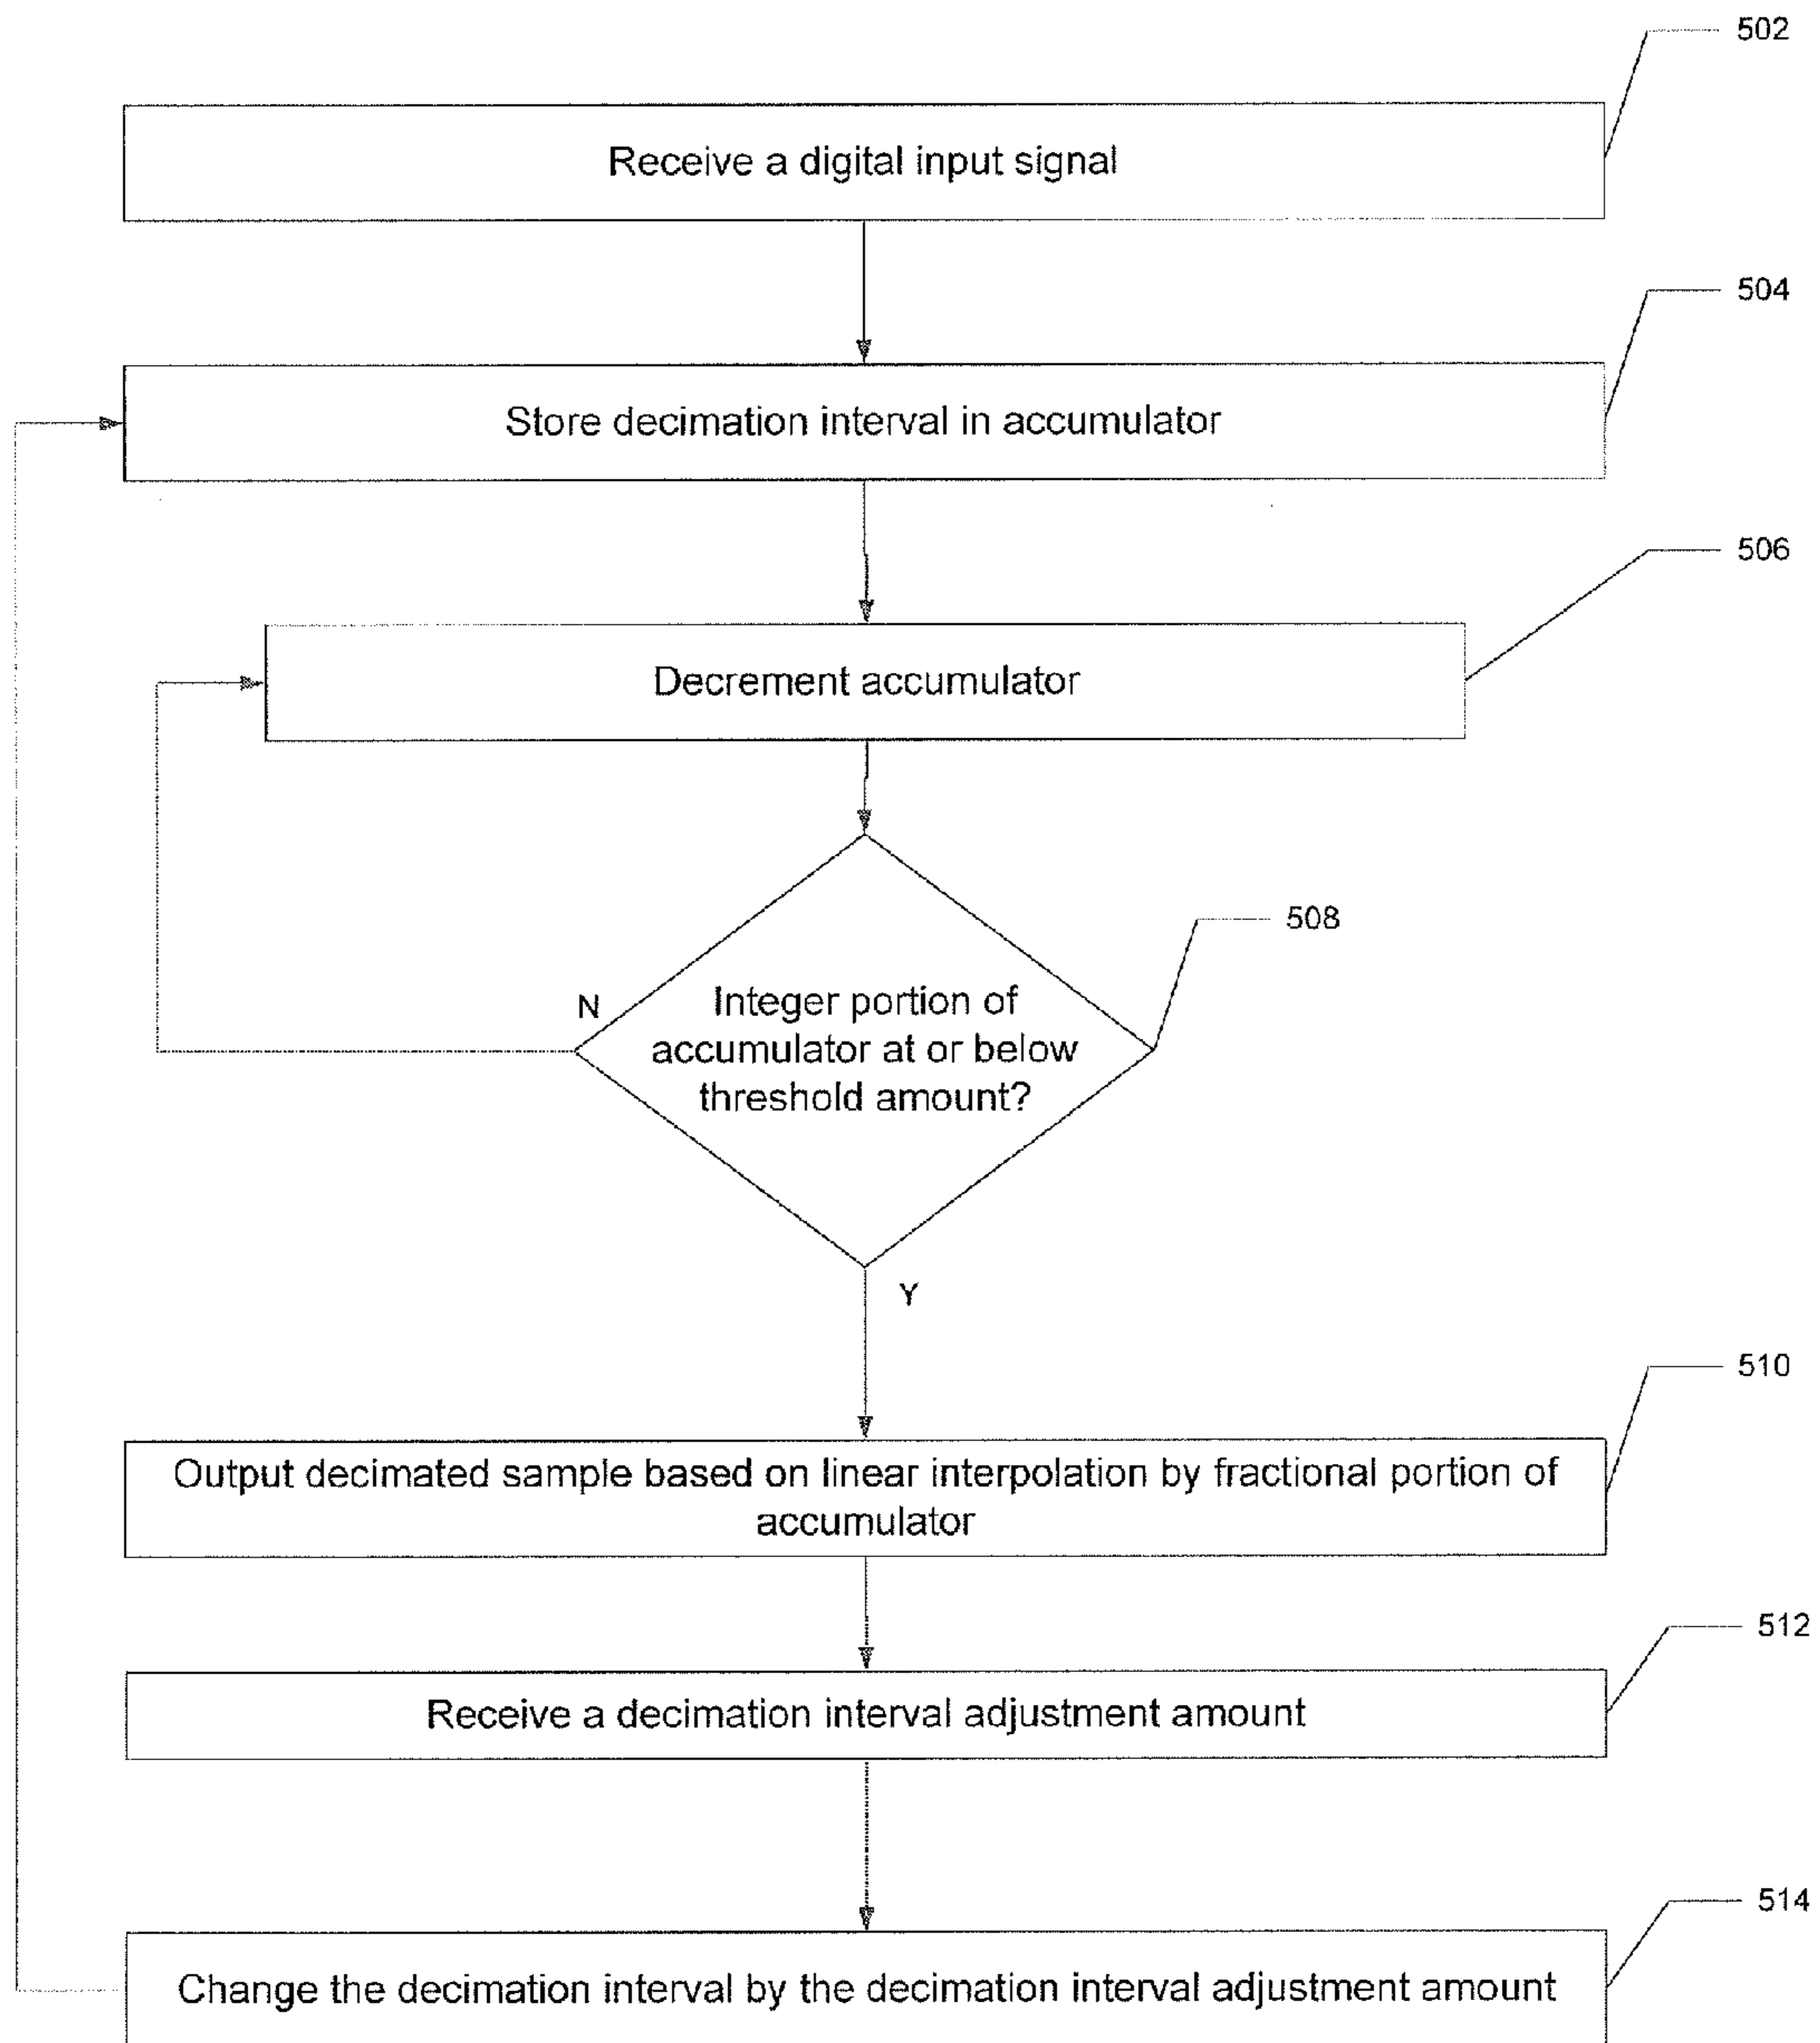 502
Receive a digital input signal
504
Store decimation interval in accumulator
506
Decrement accumulator
508
N
Integer portion of
accumulator at or below
threshold amount?
Y
510
Output decimated sample based on linear interpolation by fractional portion of
accumulator
512
Receive a decimation interval adjustment amount
514
Change the decimation interval by the decimation interval adjustment amount